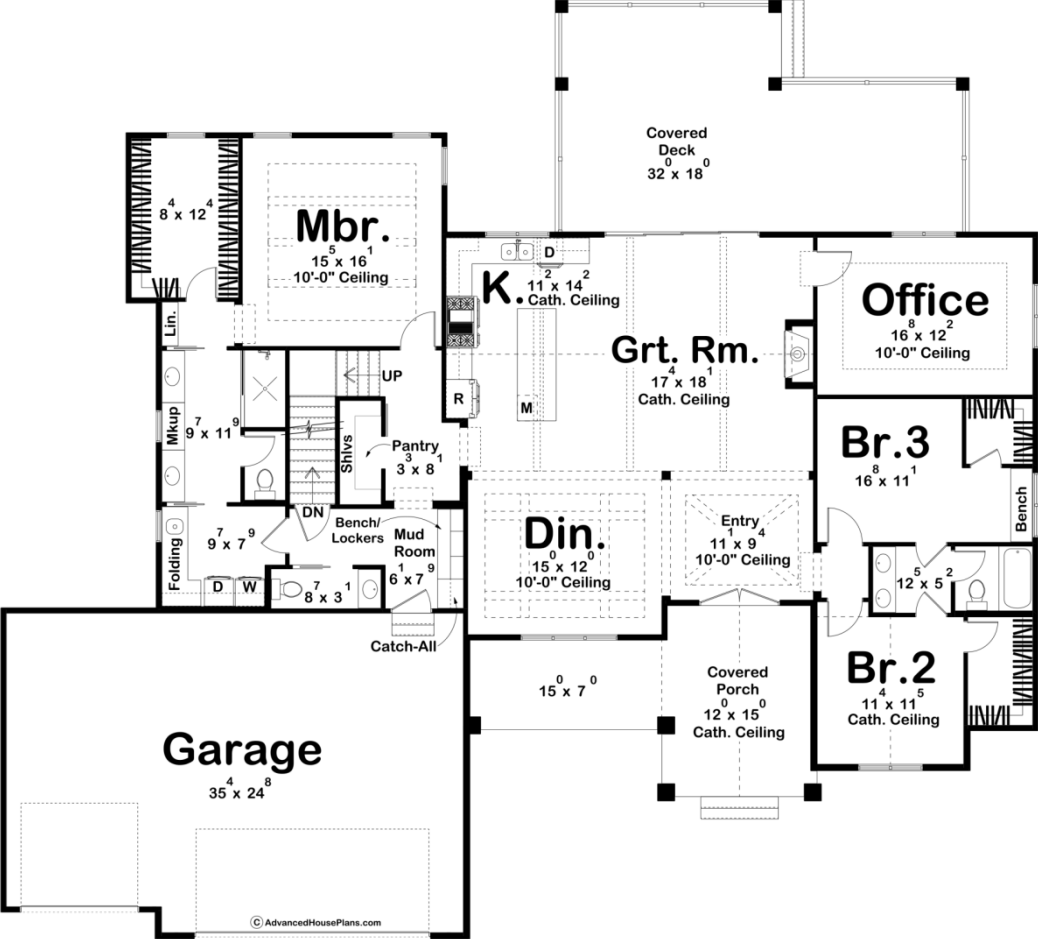 Covered
Deck
32⁰ x 18⁰
8⁴ x 12⁴
Mbr.
15⁵ x 16¹
10'-0" Ceiling
D
K.
11² x 14²
Cath. Ceiling
Office
16⁸ x 12²
10'-0" Ceiling
Lin.
Grt. Rm.
17⁴ x 18¹
Cath. Ceiling
UP
R
M
Mkup
9⁷ x 11⁹
Shlvs
Pantry
3³ x 8¹
Br.3
16⁸ x 11¹
Bench
DN
Bench/
Lockers
Mud
Room
6¹ x 7⁹
Din.
15⁰ x 12⁰
10'-0" Ceiling
Entry
11¹ x 9⁴
10'-0" Ceiling
Folding
9⁷ x 7⁹
D
W
8⁷ x 3¹
12⁵ x 5²
Catch-All
15⁰ x 7⁰
Covered
Porch
12⁰ x 15⁰
Cath. Ceiling
Br.2
11⁴ x 11⁵
Cath. Ceiling
Garage
35⁴ x 24⁸
© AdvancedHousePlans.com